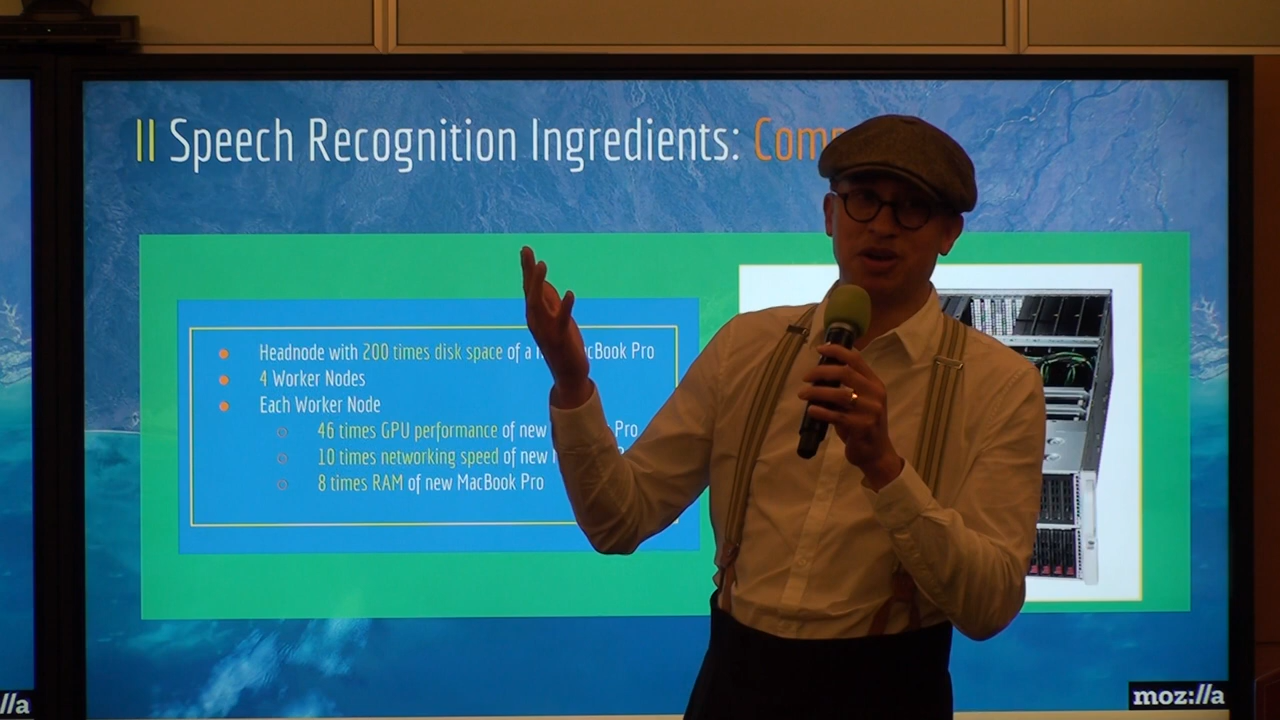 II Speech Recognition Ingredients: Comp
Headnode with 200 times disk space of a MacBook Pro
4 Worker Nodes
Each Worker Node
46 times GPU performance of new Pro
10 times networking speed of new
8 times RAM of new MacBook Pro
//a
moz://a